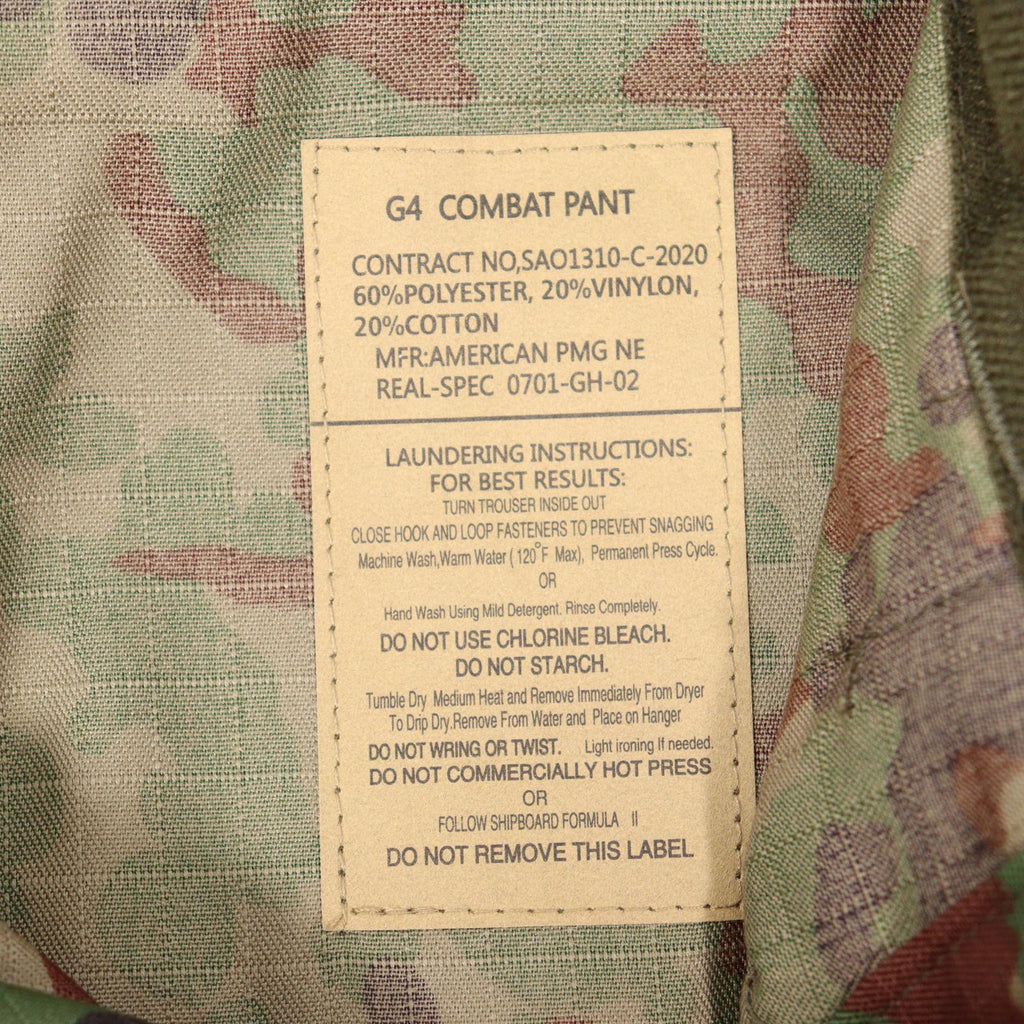 G4 COMBAT PANT
CONTRACT NO,SAO1310-C-2020
60%POLYESTER, 20%VINYLON,
20%COTTON
MFR:AMERICAN PMG NE
REAL-SPEC 0701-GH-02
LAUNDERING INSTRUCTIONS:
FOR BEST RESULTS:
TURN TROUSER INSIDE OUT
CLOSE HOOK AND LOOP FASTENERS TO PREVENT SNAGGING
Machine Wash,Warm Water ( 120°F Max), Permanent Press Cycle.
OR
Hand Wash Using Mild Detergent. Rinse Completely.
DO NOT USE CHLORINE BLEACH.
DO NOT STARCH.
Tumble Dry Medium Heat and Remove Immediately From Dryer
To Drip Dry.Remove From Water and Place on Hanger
DO NOT WRING OR TWIST. Light ironing If needed.
DO NOT COMMERCIALLY HOT PRESS
OR
FOLLOW SHIPBOARD FORMULA II
DO NOT REMOVE THIS LABEL